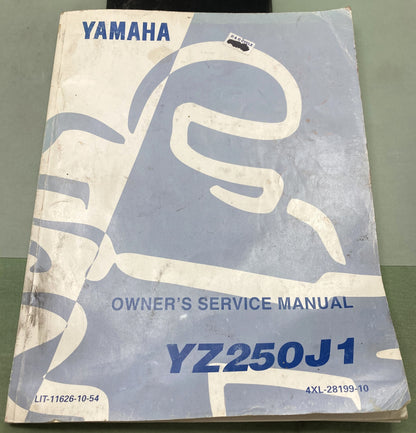 YAMAHA
OWNER'S SERVICE MANUAL
YZ250J1
LIT-11626-10-54
4XL-28199-10